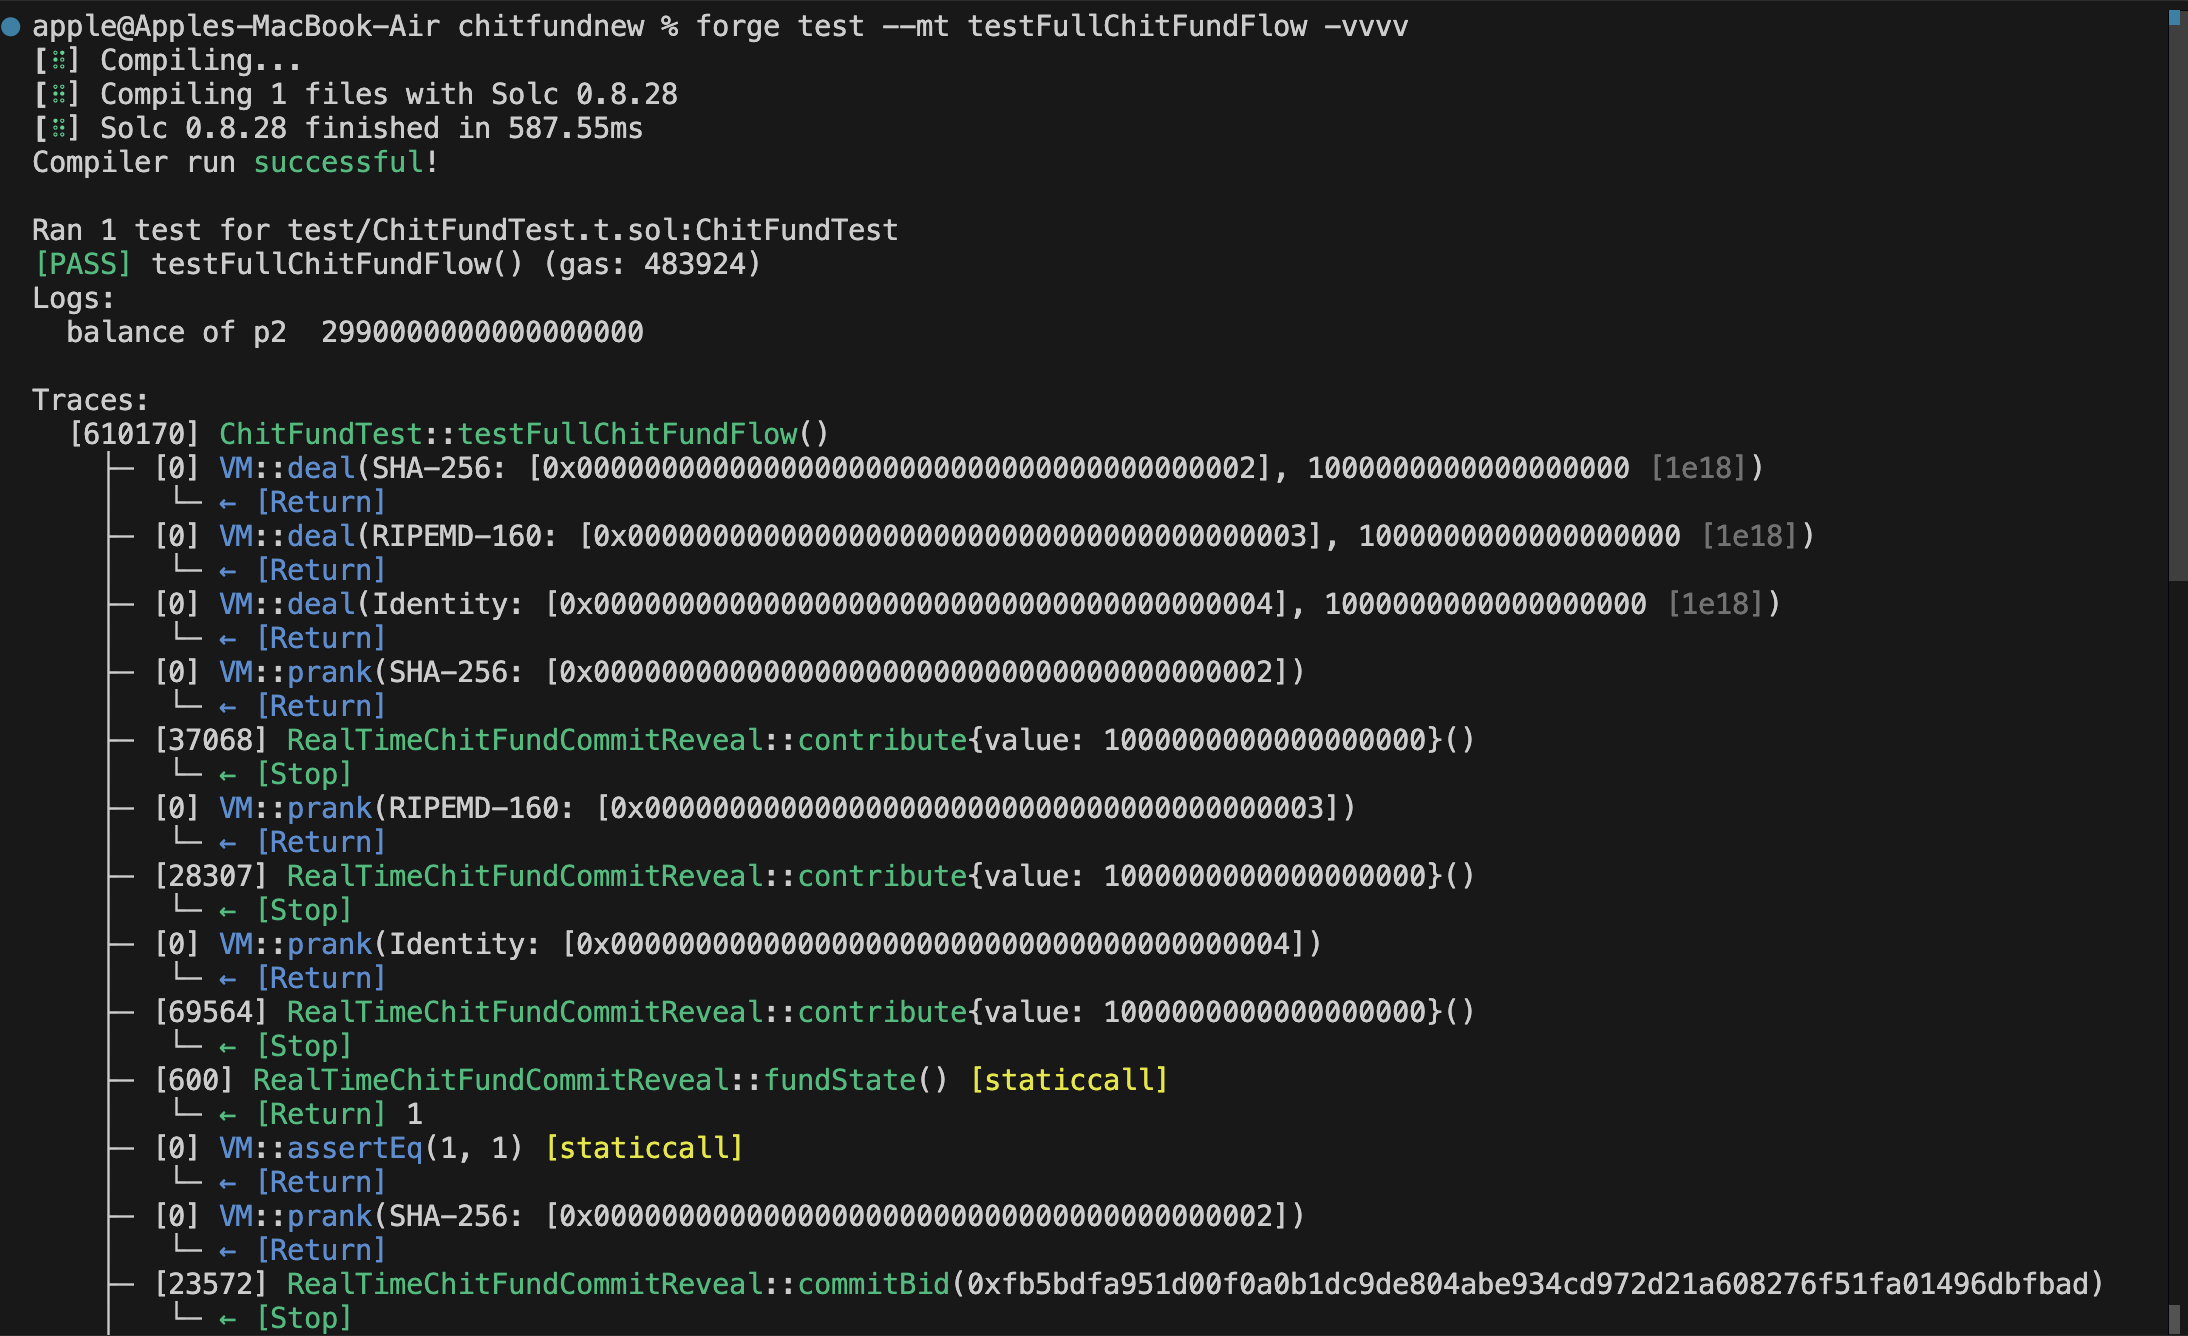 apple@Apples-MacBook-Air chitfundnew % forge test --mt testFullChitFundFlow -vvvv
[⠿] Compiling...
[⠿] Compiling 1 files with Solc 0.8.28
[⠿] Solc 0.8.28 finished in 587.55ms
Compiler run successful!

Ran 1 test for test/ChitFundTest.t.sol:ChitFundTest
[PASS] testFullChitFundFlow() (gas: 483924)
Logs:
  balance of p2  2990000000000000000

Traces:
  [610170] ChitFundTest::testFullChitFundFlow()
    ├─ [0] VM::deal(SHA-256: [0x0000000000000000000000000000000000000002], 1000000000000000000 [1e18])
    │   └─ ← [Return]
    ├─ [0] VM::deal(RIPEMD-160: [0x0000000000000000000000000000000000000003], 1000000000000000000 [1e18])
    │   └─ ← [Return]
    ├─ [0] VM::deal(Identity: [0x0000000000000000000000000000000000000004], 1000000000000000000 [1e18])
    │   └─ ← [Return]
    ├─ [0] VM::prank(SHA-256: [0x0000000000000000000000000000000000000002])
    │   └─ ← [Return]
    ├─ [37068] RealTimeChitFundCommitReveal::contribute{value: 1000000000000000000}()
    │   └─ ← [Stop]
    ├─ [0] VM::prank(RIPEMD-160: [0x0000000000000000000000000000000000000003])
    │   └─ ← [Return]
    ├─ [28307] RealTimeChitFundCommitReveal::contribute{value: 1000000000000000000}()
    │   └─ ← [Stop]
    ├─ [0] VM::prank(Identity: [0x0000000000000000000000000000000000000004])
    │   └─ ← [Return]
    ├─ [69564] RealTimeChitFundCommitReveal::contribute{value: 1000000000000000000}()
    │   └─ ← [Stop]
    ├─ [600] RealTimeChitFundCommitReveal::fundState() [staticcall]
    │   └─ ← [Return] 1
    ├─ [0] VM::assertEq(1, 1) [staticcall]
    │   └─ ← [Return]
    ├─ [0] VM::prank(SHA-256: [0x0000000000000000000000000000000000000002])
    │   └─ ← [Return]
    ├─ [23572] RealTimeChitFundCommitReveal::commitBid(0xfb5bdfa951d00f0a0b1dc9de804abe934cd972d21a608276f51fa01496dbfbad)
    │   └─ ← [Stop]